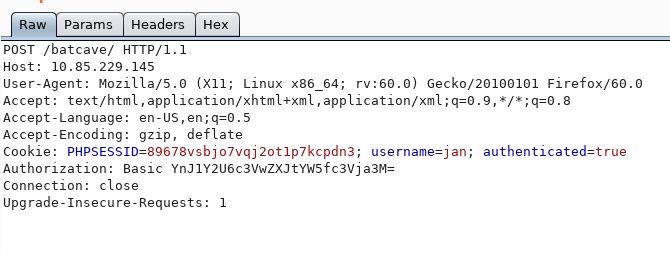 Raw Params Headers Hex
POST /batcave/ HTTP/1.1
Host: 10.85.229.145
User-Agent: Mozilla/5.0 (X11; Linux x86_64; rv:60.0) Gecko/20100101 Firefox/60.0
Accept: text/html,application/xhtml+xml,application/xml;q=0.9,*/*;q=0.8
Accept-Language: en-US,en;q=0.5
Accept-Encoding: gzip, deflate
Cookie: PHPSESSID=89678vsbjo7vqj2ot1p7kcpdn3; username=jan; authenticated=true
Authorization: Basic YnJ1Y2U6c3VwZXJtYW5fc3Vja3M=
Connection: close
Upgrade-Insecure-Requests: 1